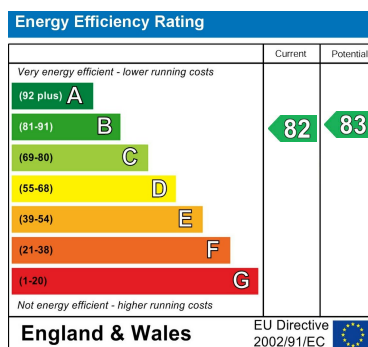 Energy Efficiency Rating
Current Potential
Very energy efficient - lower running costs
(92 plus) A
(81-91) B
82 83
(69-80) C
(55-68) D
(39-54) E
(21-38) F
(1-20) G
Not energy efficient - higher running costs
England & Wales
EU Directive
2002/91/EC